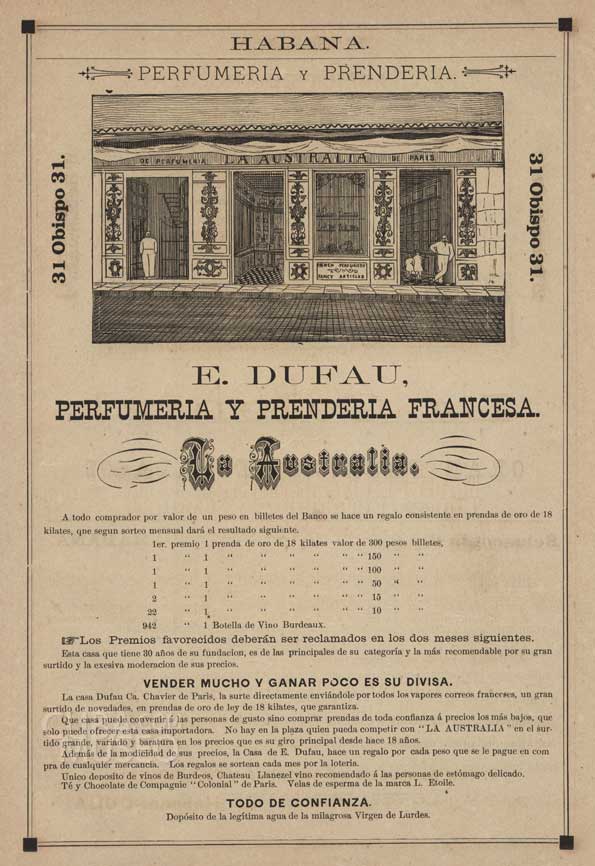 HABANA.
PERFUMERIA Y PRENDERIA.
31 Obispo 31.
DE PERFUMERIA LA AUSTRALIA DE PARIS
FRENCH PERFUMERY
FANCY ARTICLES
31 Obispo 31.
E. DUFAU,
PERFUMERIA Y PRENDERIA FRANCESA.
La Australia.
A todo comprador por valor de un peso en billetes del Banco se hace un regalo consistente en prendas de oro de 18
kilates, que segun sorteo mensual dará el resultado siguiente.
1er. premio 1 prenda de oro de 18 kilates valor de 300 pesos billetes,
1 " 1 " " " " " " " 150 " "
1 " 1 " " " " " " " 100 " "
1 " 1 " " " " " " " 50 " "
2 " 1 " " " " " " " 15 " "
22 " 1 " " " " " " " 10 " "
942 " 1 Botella de Vino Burdeaux.
☞Los Premios favorecidos deberán ser reclamados en los dos meses siguientes.
Esta casa que tiene 30 años de su fundacion, es de las principales de su categoría y la más recomendable por su gran
surtido y la exesiva moderacion de sus precios.
VENDER MUCHO Y GANAR POCO ES SU DIVISA.
La casa Dufau Ca. Chavier de Paris, la surte directamente enviándole por todos los vapores correos franceses, un gran
surtido de novedades, en prendas de oro de ley de 18 kilates, que garantiza.
Que casa puede convenir á las personas de gusto sino comprar prendas de toda confianza á precios los más bajos, que
solo puede ofrecer esta casa importadora. No hay en la plaza quien pueda competir con "LA AUSTRALIA" en el sur-
tido grande, variado y baratura en los precios que es su giro principal desde hace 18 años.
Además de la modicidad de sus precios, la Casa de E. Dufau, hace un regalo por cada peso que se le pague en com
pra de cualquier mercancia. Los regalos se sortean cada mes por la loteria.
Unico deposito de vinos de Burdeos, Chateau Llanezel vino recomendado á las personas de estómago delicado.
Té y Chocolate de Compagnie "Colonial" de Paris. Velas de esperma de la marca L. Etoile.
TODO DE CONFIANZA.
Depósito de la legítima agua de la milagrosa Virgen de Lurdes.